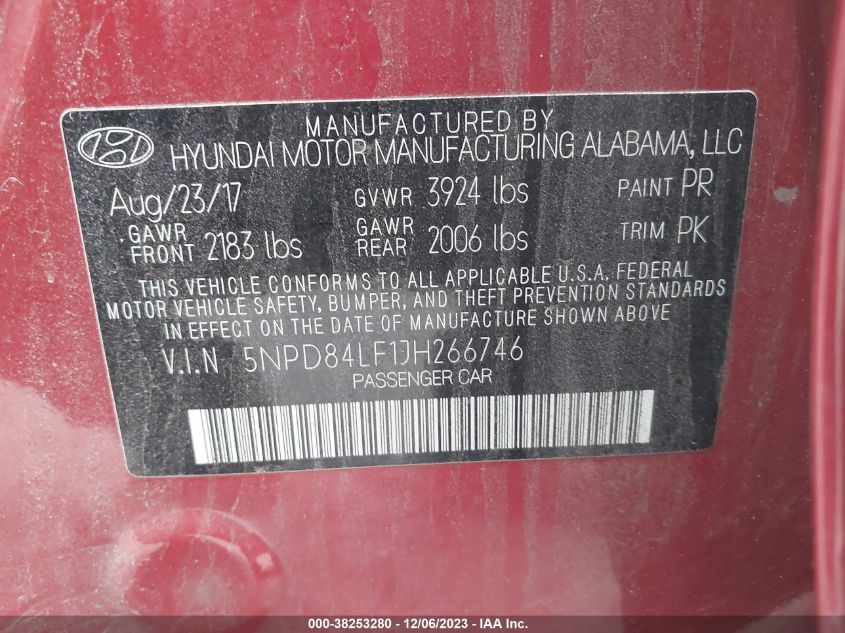 MANUFACTURED BY
HYUNDAI MOTOR MANUFACTURING ALABAMA, LLC
Aug/23/17 GVWR 3924 lbs PAINT PR
GAWR FRONT 2183 lbs GAWR REAR 2006 lbs TRIM PK
THIS VEHICLE CONFORMS TO ALL APPLICABLE U.S.A. FEDERAL
MOTOR VEHICLE SAFETY, BUMPER, AND THEFT PREVENTION STANDARDS
IN EFFECT ON THE DATE OF MANUFACTURE SHOWN ABOVE.
V.I.N 5NPD84LF1JH266746
PASSENGER CAR
000-38253280 - 12/06/2023 - IAA Inc.